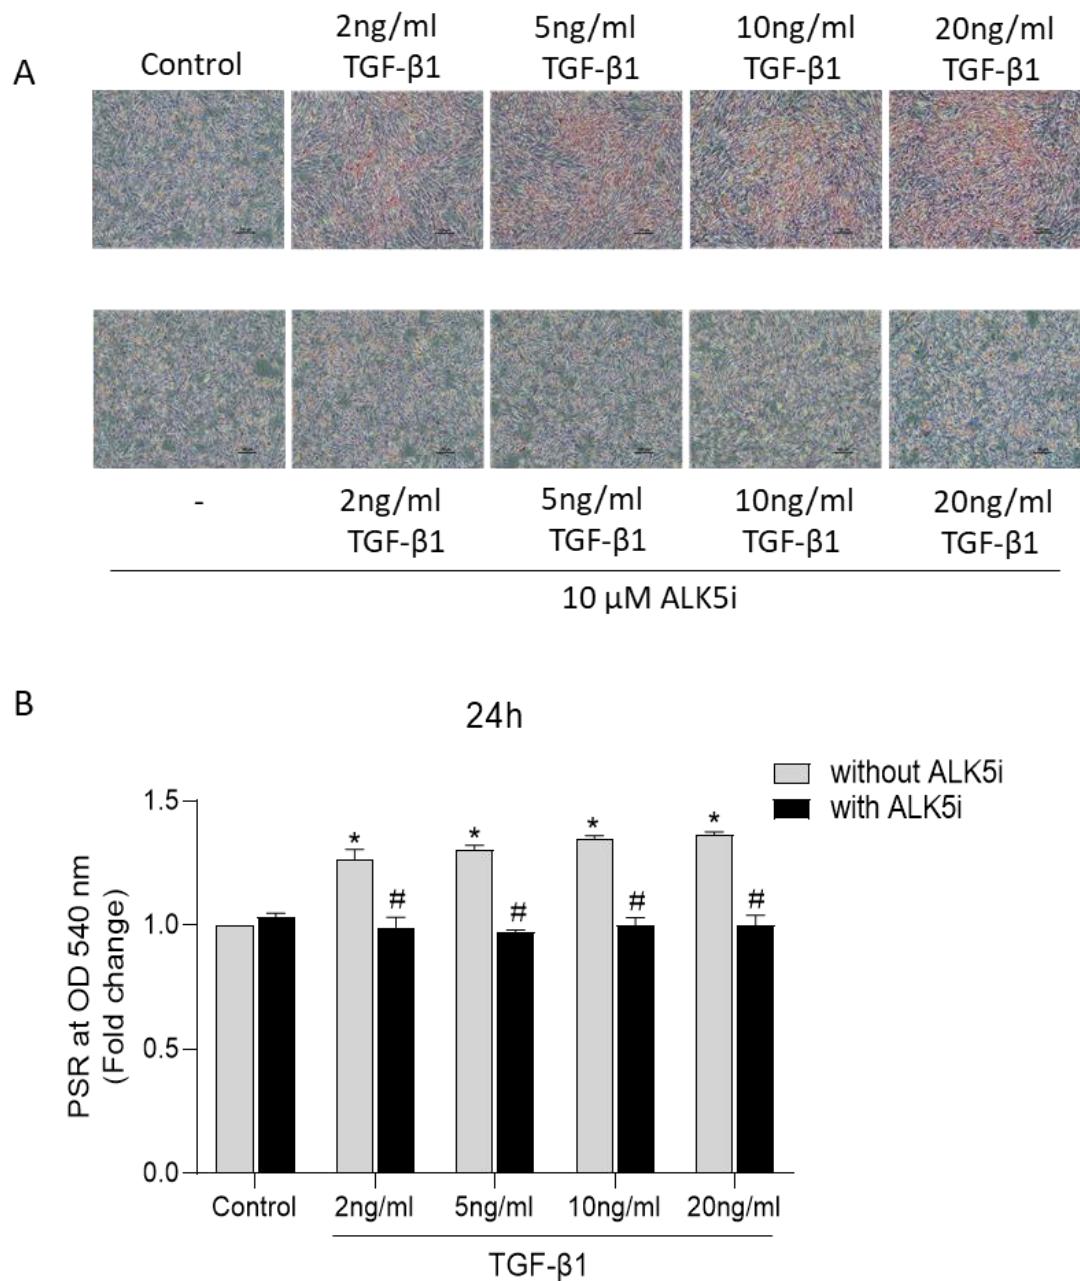 A
Control
2ng/ml
TGF-β1
5ng/ml
TGF-β1
10ng/ml
TGF-β1
20ng/ml
TGF-β1
-
2ng/ml
TGF-β1
5ng/ml
TGF-β1
10ng/ml
TGF-β1
20ng/ml
TGF-β1
10 µM ALK5i
B
24h
without ALK5i
with ALK5i
PSR at OD 540 nm
(Fold change)
1.5
1.0
0.5
0.0
*
#
*
#
*
#
*
#
Control
2ng/ml
5ng/ml
10ng/ml
20ng/ml
TGF-β1